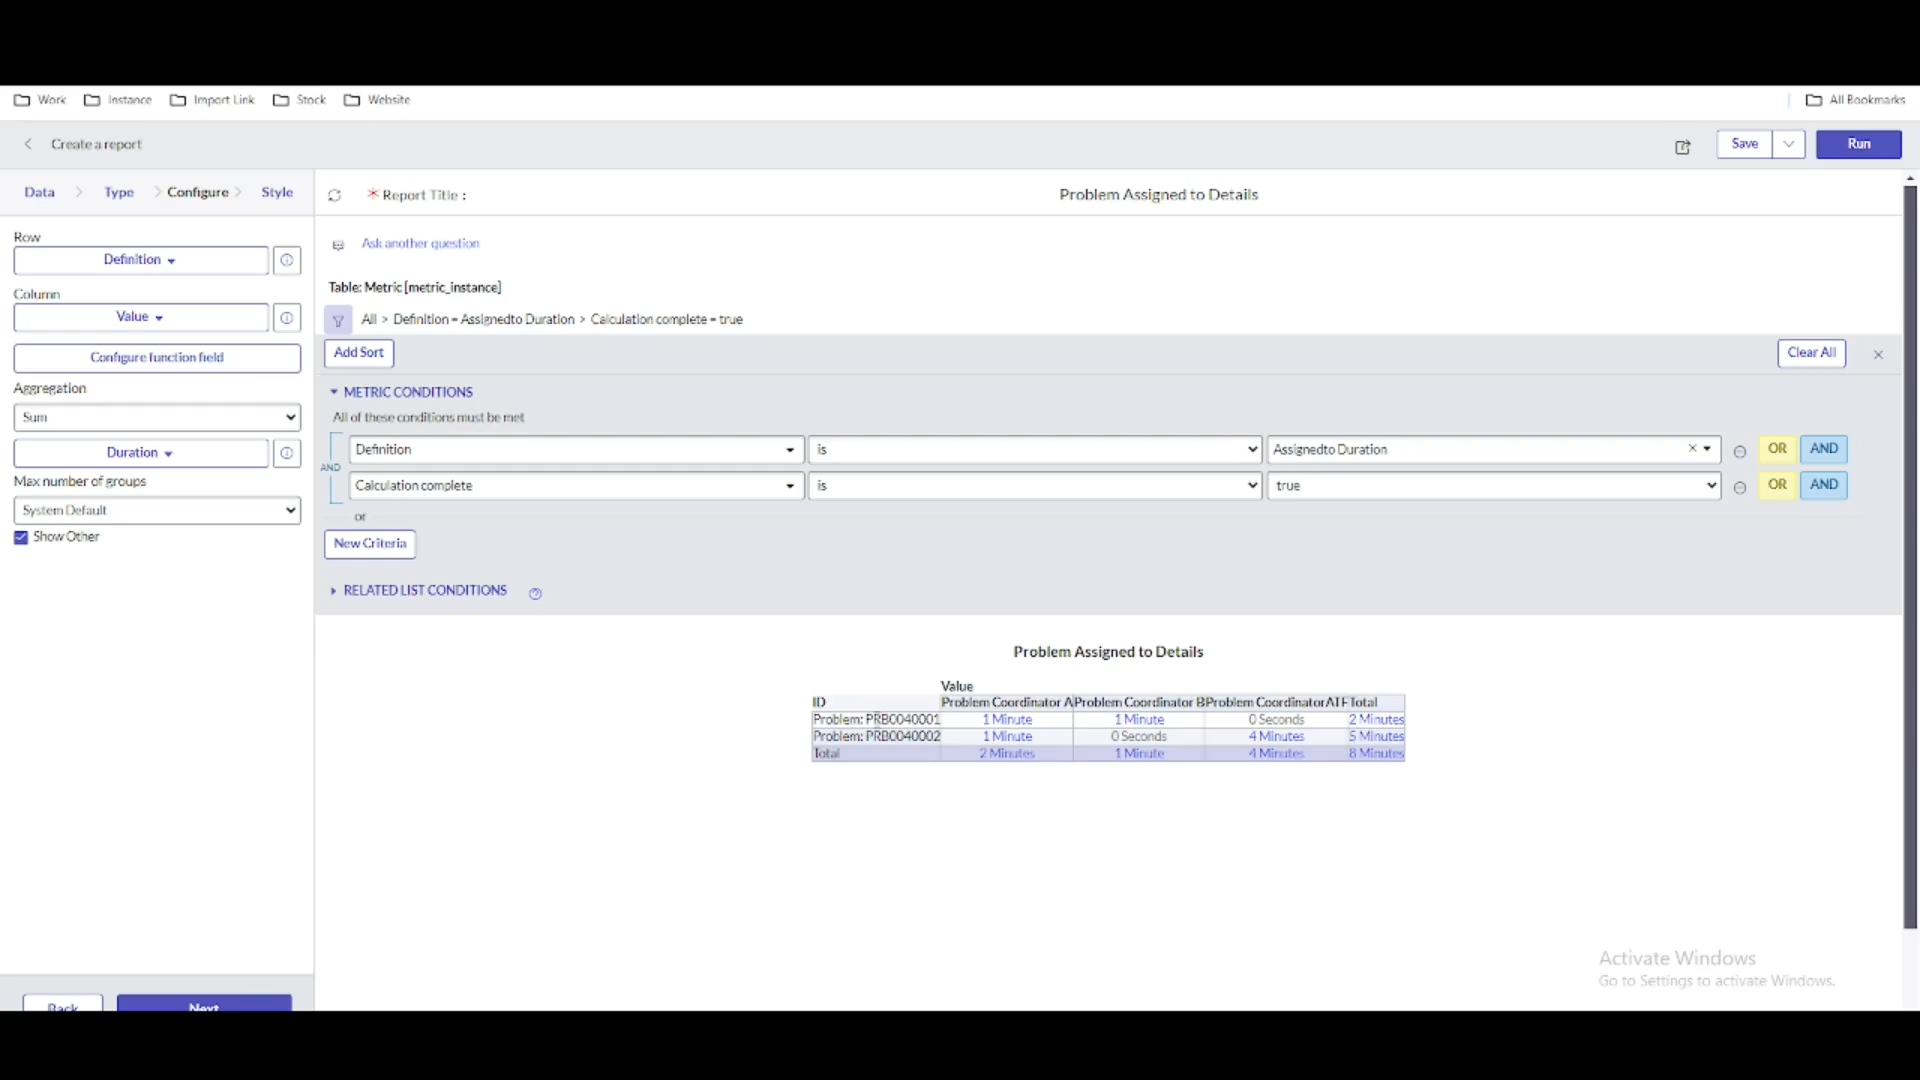 Work Instance Import Link Stock Website All Bookmarks
Create a report Save Run
Data Type Configure Style
* Report Title : Problem Assigned to Details
Row
Definition
Column
Value
Configure function field
Aggregation
Sum
Duration
Max number of groups
System Default
Show Other
Back Next
Ask another question
Table: Metric [metric_instance]
All > Definition = Assignedto Duration > Calculation complete = true
Add Sort Clear All
METRIC CONDITIONS
All of these conditions must be met
Definition is Assignedto Duration OR AND
AND
Calculation complete is true OR AND
or
New Criteria
RELATED LIST CONDITIONS
Problem Assigned to Details
Value
ID Problem Coordinator A Problem Coordinator B Problem CoordinatorATF Total
Problem: PRB0040001 1 Minute 1 Minute 0 Seconds 2 Minutes
Problem: PRB0040002 1 Minute 0 Seconds 4 Minutes 5 Minutes
Total 2 Minutes 1 Minute 4 Minutes 8 Minutes
Activate Windows
Go to Settings to activate Windows.